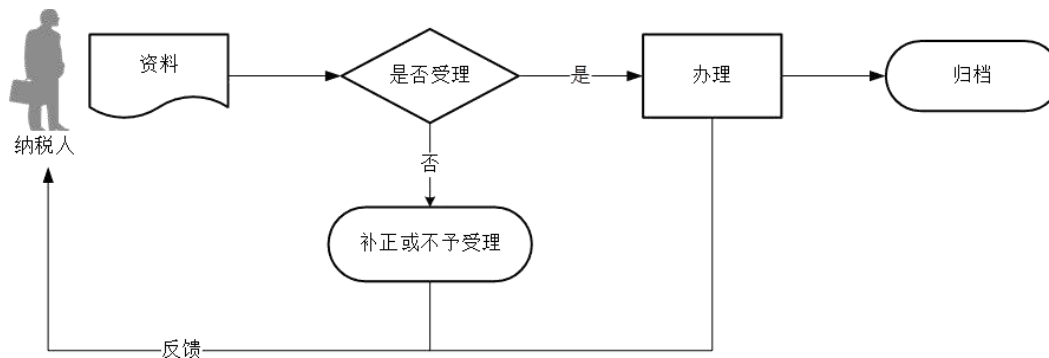 资料
是否受理
是
办理
归档
纳税人
否
补正或不予受理
反馈